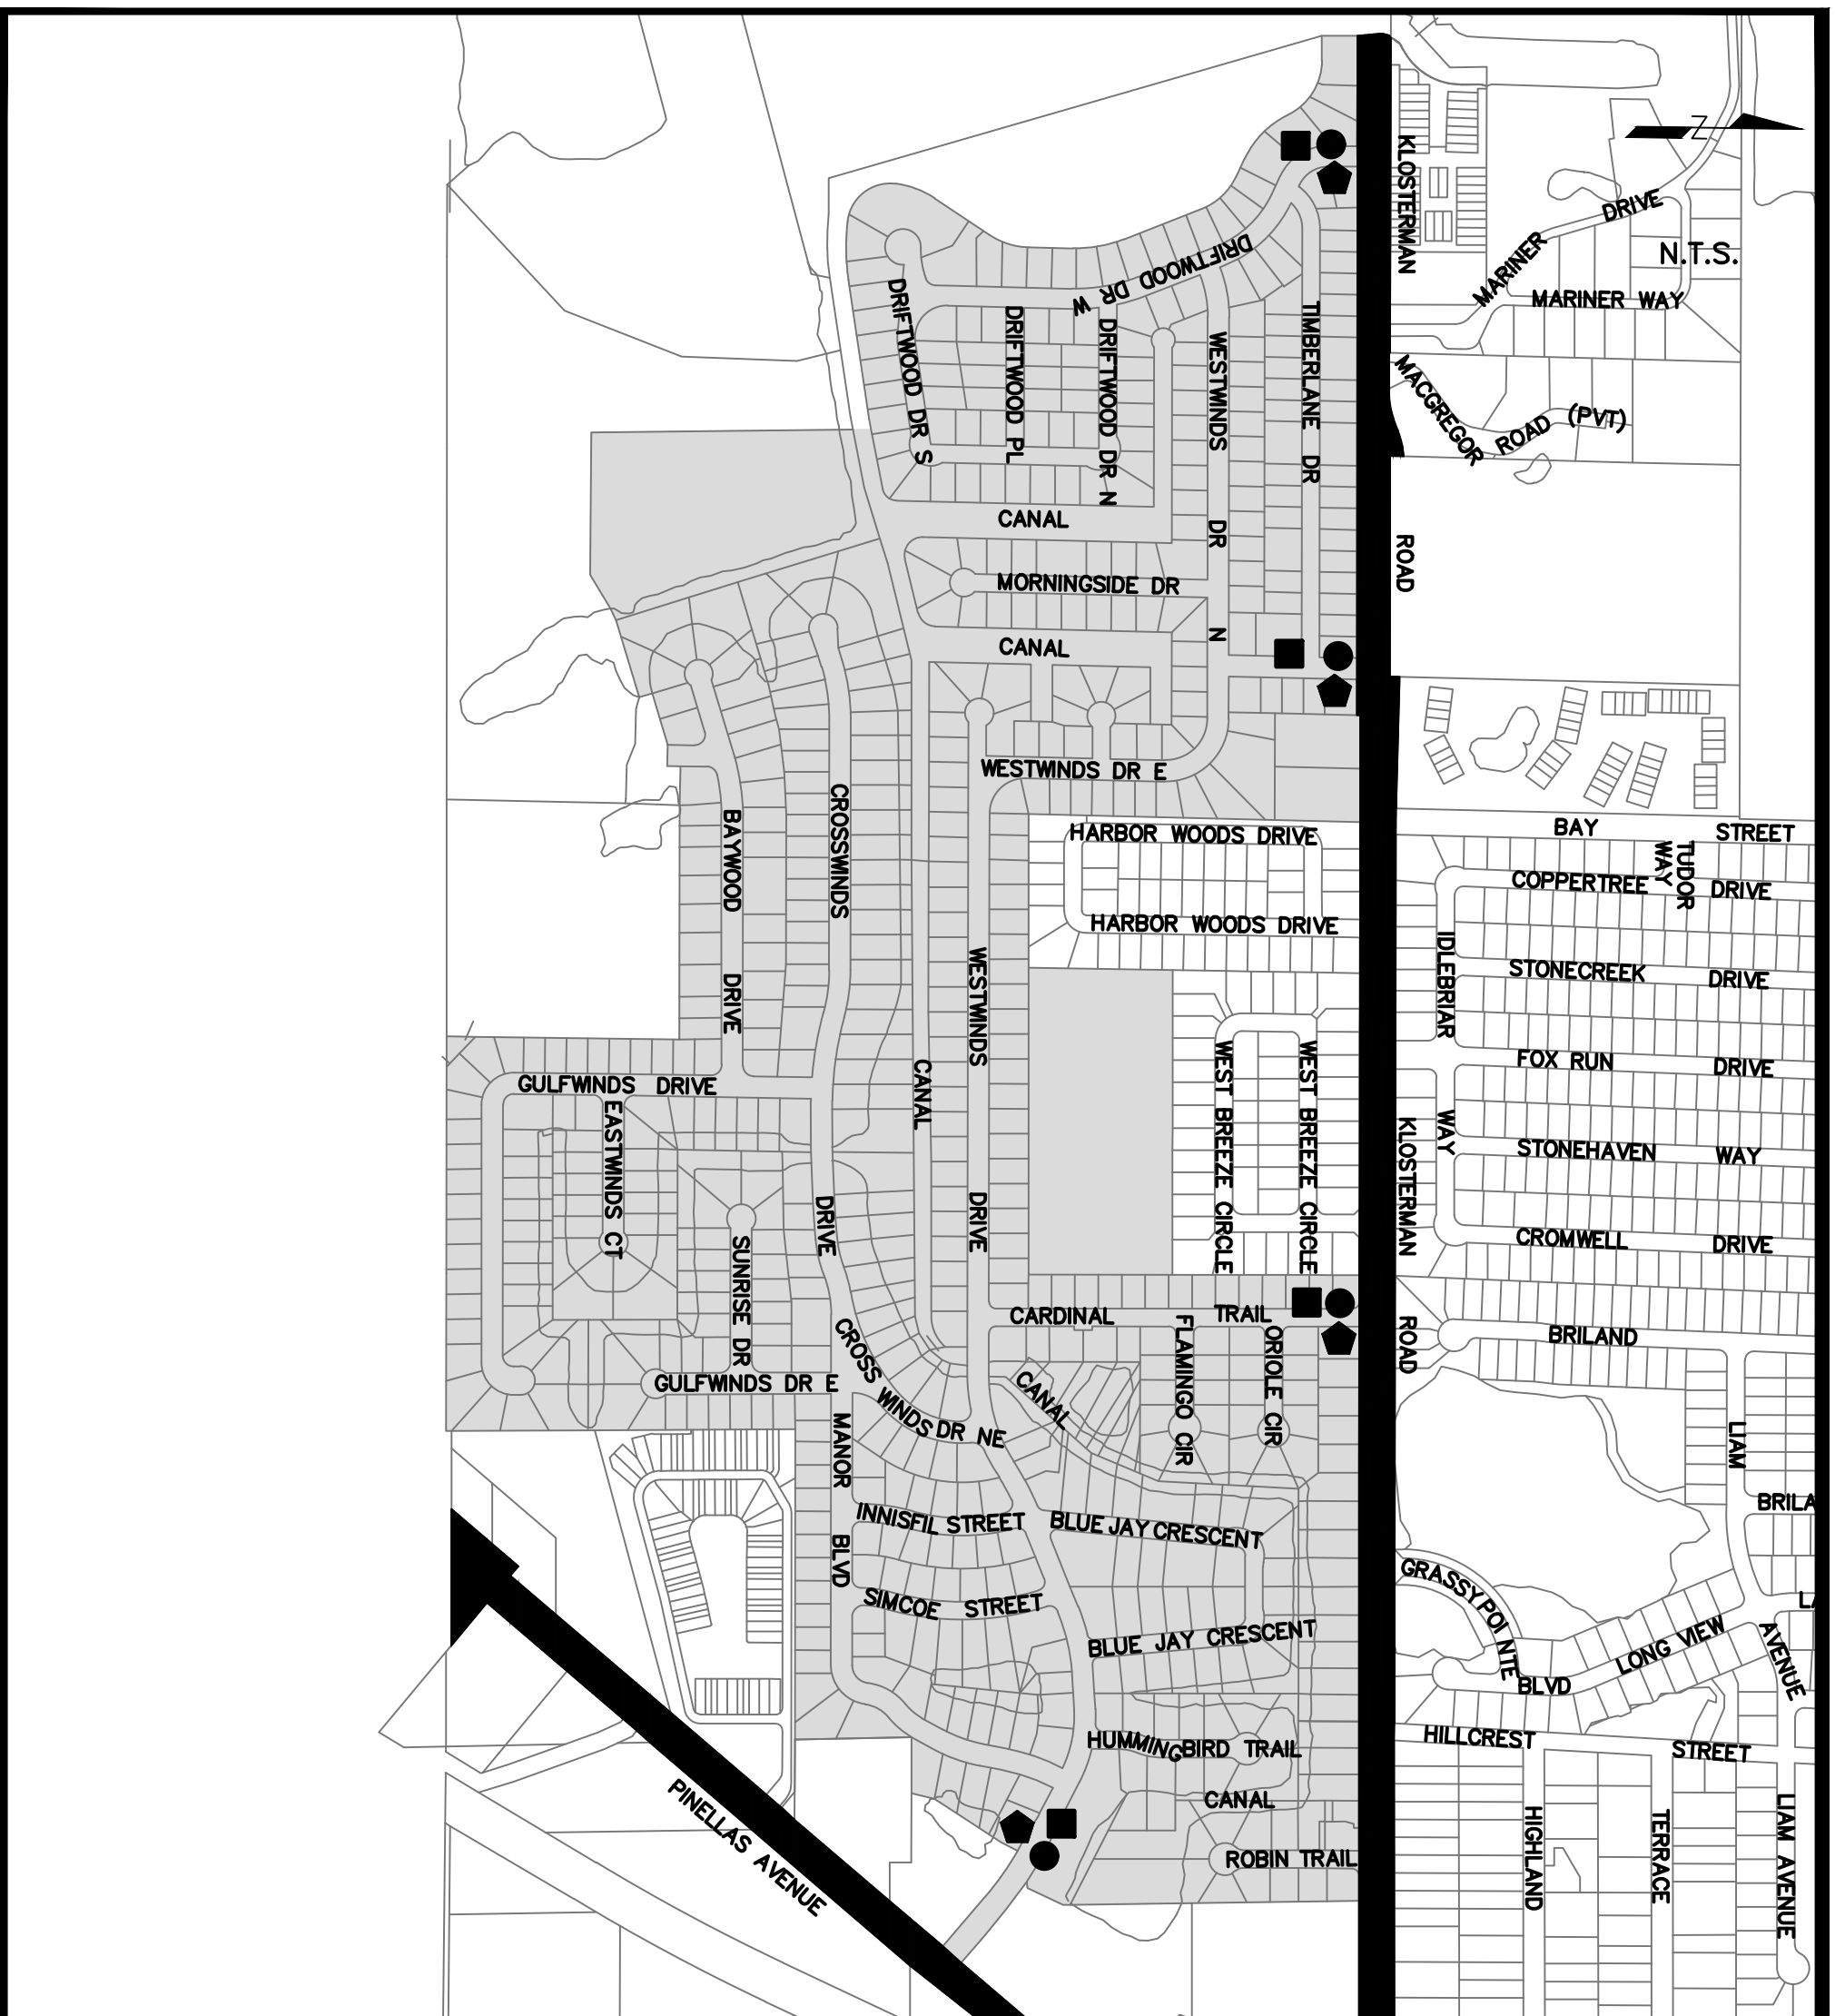 Z
KLOSTERMAN
DRIVE
MARINER
N.T.S.
MARINER WAY
DRIFTWOOD DR W
DRIFTWOOD DR S
DRIFTWOOD PL
DRIFTWOOD DR N
WESTWINDS
TIMBERLANE DR
MACGREGOR
ROAD
(PVT)
CANAL
DR
ROAD
MORNINGSIDE DR
N
CANAL
WESTWINDS DR E
BAYWOOD
CROSSWINDS
HARBOR WOODS DRIVE
BAY
STREET
TUDOR
WAY
COPPERTREE
DRIVE
HARBOR WOODS DRIVE
IDLEBRIAR
WESTWINDS
STONECREEK
DRIVE
DRIVE
GULFWINDS DRIVE
EASTWINDS CT
CANAL
WEST BREEZE CIRCLE
WEST BREEZE CIRCLE
FOX RUN
DRIVE
WAY
KLOSTERMAN
STONEHAVEN
WAY
DRIVE
DRIVE
SUNRISE DR
CROMWELL
DRIVE
CARDINAL
TRAIL
FLAMINGO CIR
ORIOLE CIR
ROAD
BRILAND
CROSS WINDS DR NE
GULFWINDS DR E
CANAL
MANOR
LIAM
BRILA
INNISFIL STREET
BLUE JAY CRESCENT
BLVD
SIMCOE STREET
GRASSY POINTE
BLVD
LA
LONG VIEW
AVENUE
BLUE JAY CRESCENT
HUMMINGBIRD TRAIL
HILLCREST
STREET
CANAL
PINELLAS AVENUE
HIGHLAND
TERRACE
LIAM AVENUE
ROBIN TRAIL